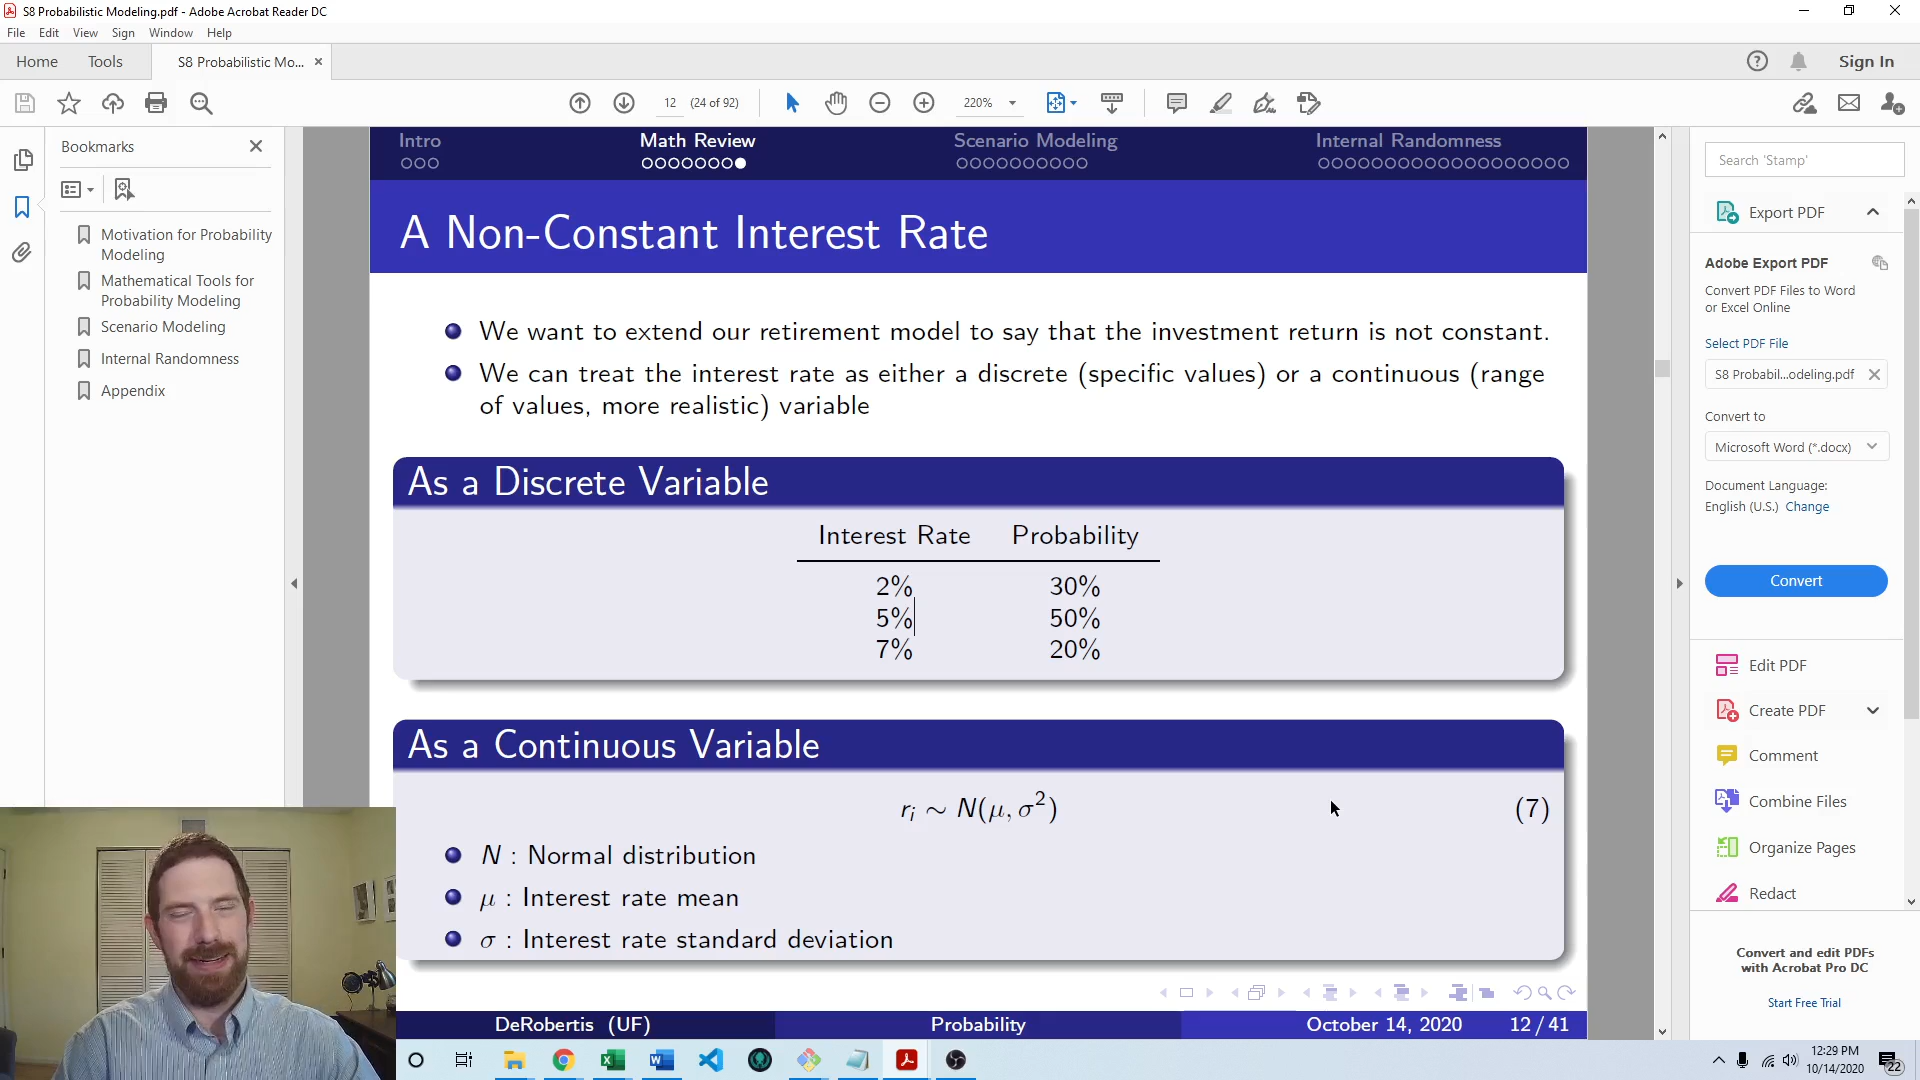 S8 Probabilistic Modeling.pdf - Adobe Acrobat Reader DC
File Edit View Sign Window Help
Home Tools S8 Probabilistic Mo... × Sign In
12 (24 of 92) 220%
Bookmarks
Motivation for Probability
Modeling
Mathematical Tools for
Probability Modeling
Scenario Modeling
Internal Randomness
Appendix
Intro Math Review Scenario Modeling Internal Randomness
A Non-Constant Interest Rate
We want to extend our retirement model to say that the investment return is not constant.
We can treat the interest rate as either a discrete (specific values) or a continuous (range
of values, more realistic) variable
As a Discrete Variable
Interest Rate Probability
2% 30%
5% 50%
7% 20%
As a Continuous Variable
rᵢ ∼ N(μ, σ²) (7)
N : Normal distribution
μ : Interest rate mean
σ : Interest rate standard deviation
DeRobertis (UF) Probability October 14, 2020 12 / 41
Search 'Stamp'
Export PDF
Adobe Export PDF
Convert PDF Files to Word
or Excel Online
Select PDF File
S8 Probabil...odeling.pdf
Convert to
Microsoft Word (*.docx)
Document Language:
English (U.S.) Change
Convert
Edit PDF
Create PDF
Comment
Combine Files
Organize Pages
Redact
Convert and edit PDFs
with Acrobat Pro DC
Start Free Trial
12:29 PM
10/14/2020
22